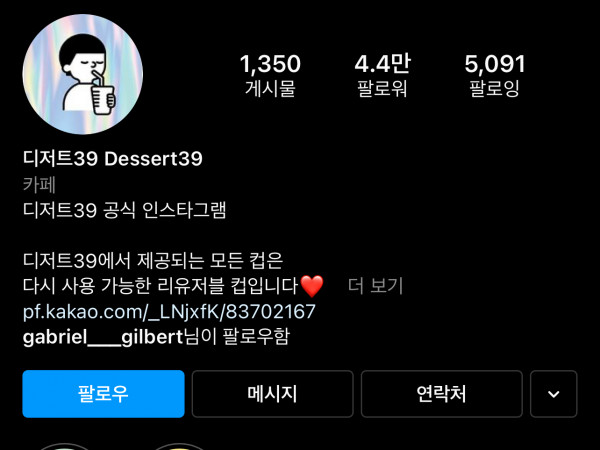 1,350 4.4만 5,091
게시물 팔로워 팔로잉
디저트39 Dessert39
카페
디저트39 공식 인스타그램
디저트39에서 제공되는 모든 컵은
다시 사용 가능한 리유저블 컵입니다❤️ 더 보기
pf.kakao.com/_LNjxfK/83702167
gabriel___gilbert님이 팔로우함
팔로우 메시지 연락처